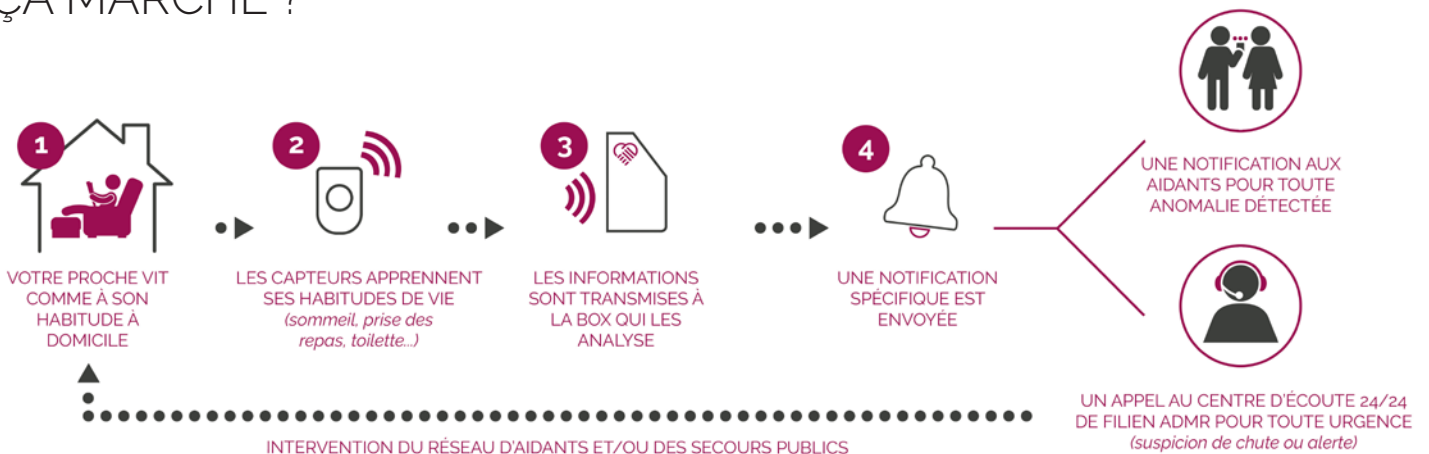 ÇA MARCHE ?
1
VOTRE PROCHE VIT
COMME À SON
HABITUDE À
DOMICILE
2
LES CAPTEURS APPRENNENT
SES HABITUDES DE VIE
(sommeil, prise des
repas, toilette...)
3
LES INFORMATIONS
SONT TRANSMISES À
LA BOX QUI LES
ANALYSE
4
UNE NOTIFICATION
SPÉCIFIQUE EST
ENVOYÉE
UNE NOTIFICATION AUX
AIDANTS POUR TOUTE
ANOMALIE DÉTECTÉE
UN APPEL AU CENTRE D'ÉCOUTE 24/24
DE FILIEN ADMR POUR TOUTE URGENCE
(suspicion de chute ou alerte)
INTERVENTION DU RÉSEAU D'AIDANTS ET/OU DES SECOURS PUBLICS